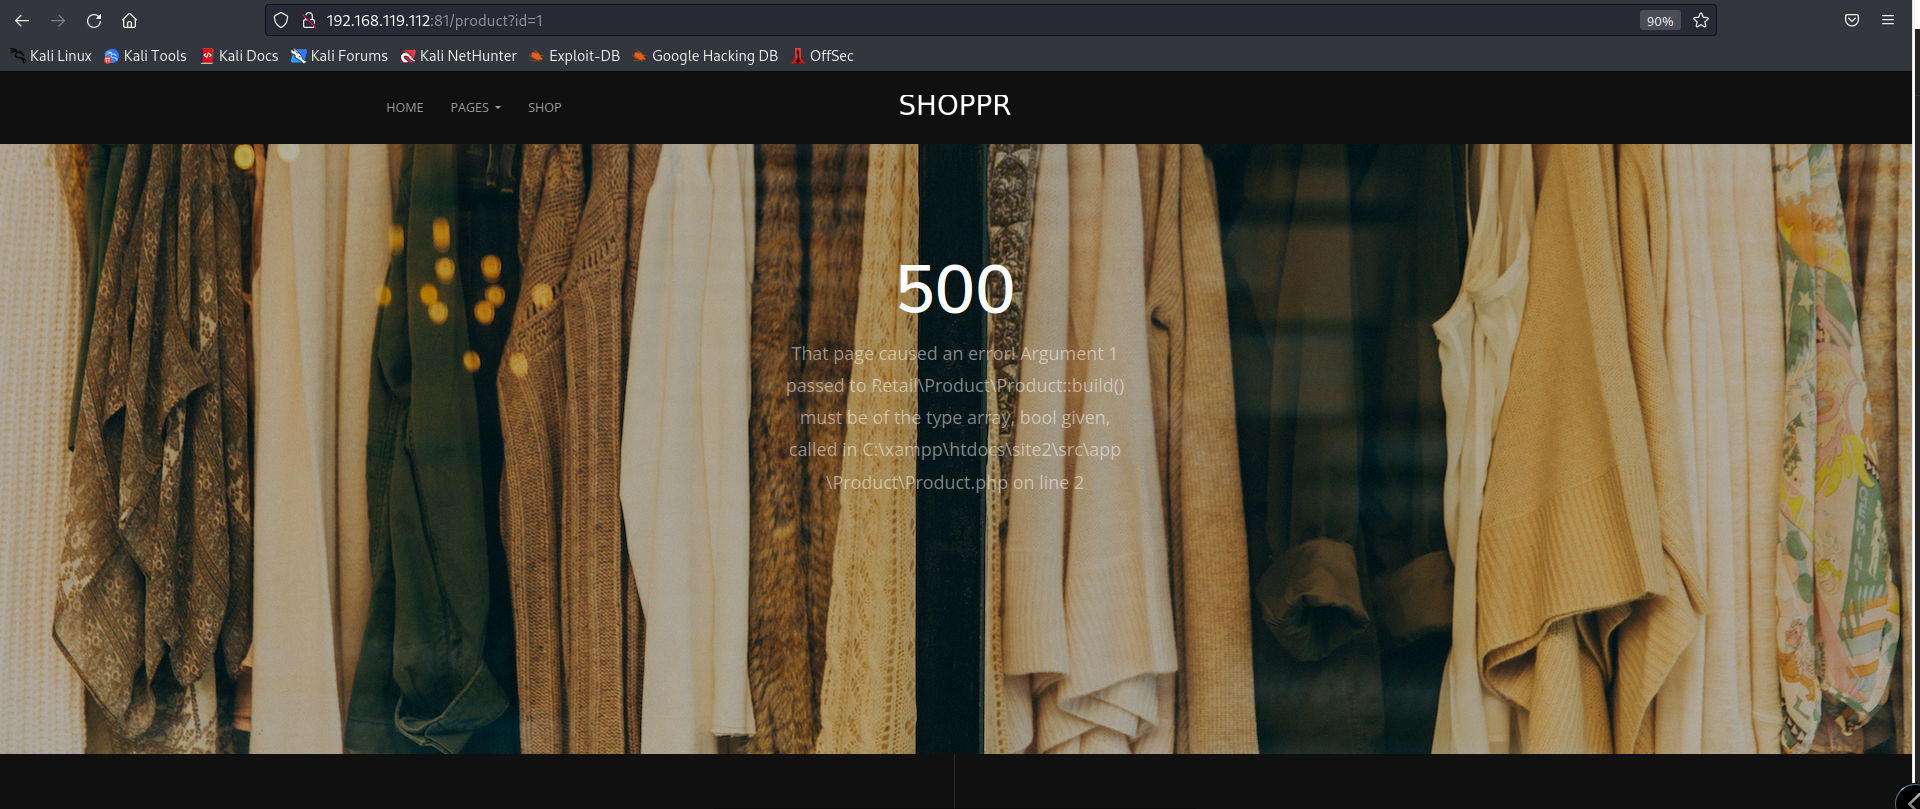 192.168.119.112:81/product?id=1
90%
Kali Linux Kali Tools Kali Docs Kali Forums Kali NetHunter Exploit-DB Google Hacking DB OffSec
HOME PAGES SHOP
SHOPPR
500
That page caused an error! Argument 1
passed to Retail\Product\Product::build()
must be of the type array, bool given,
called in C:\xampp\htdocs\site2\src\app
\Product\Product.php on line 2